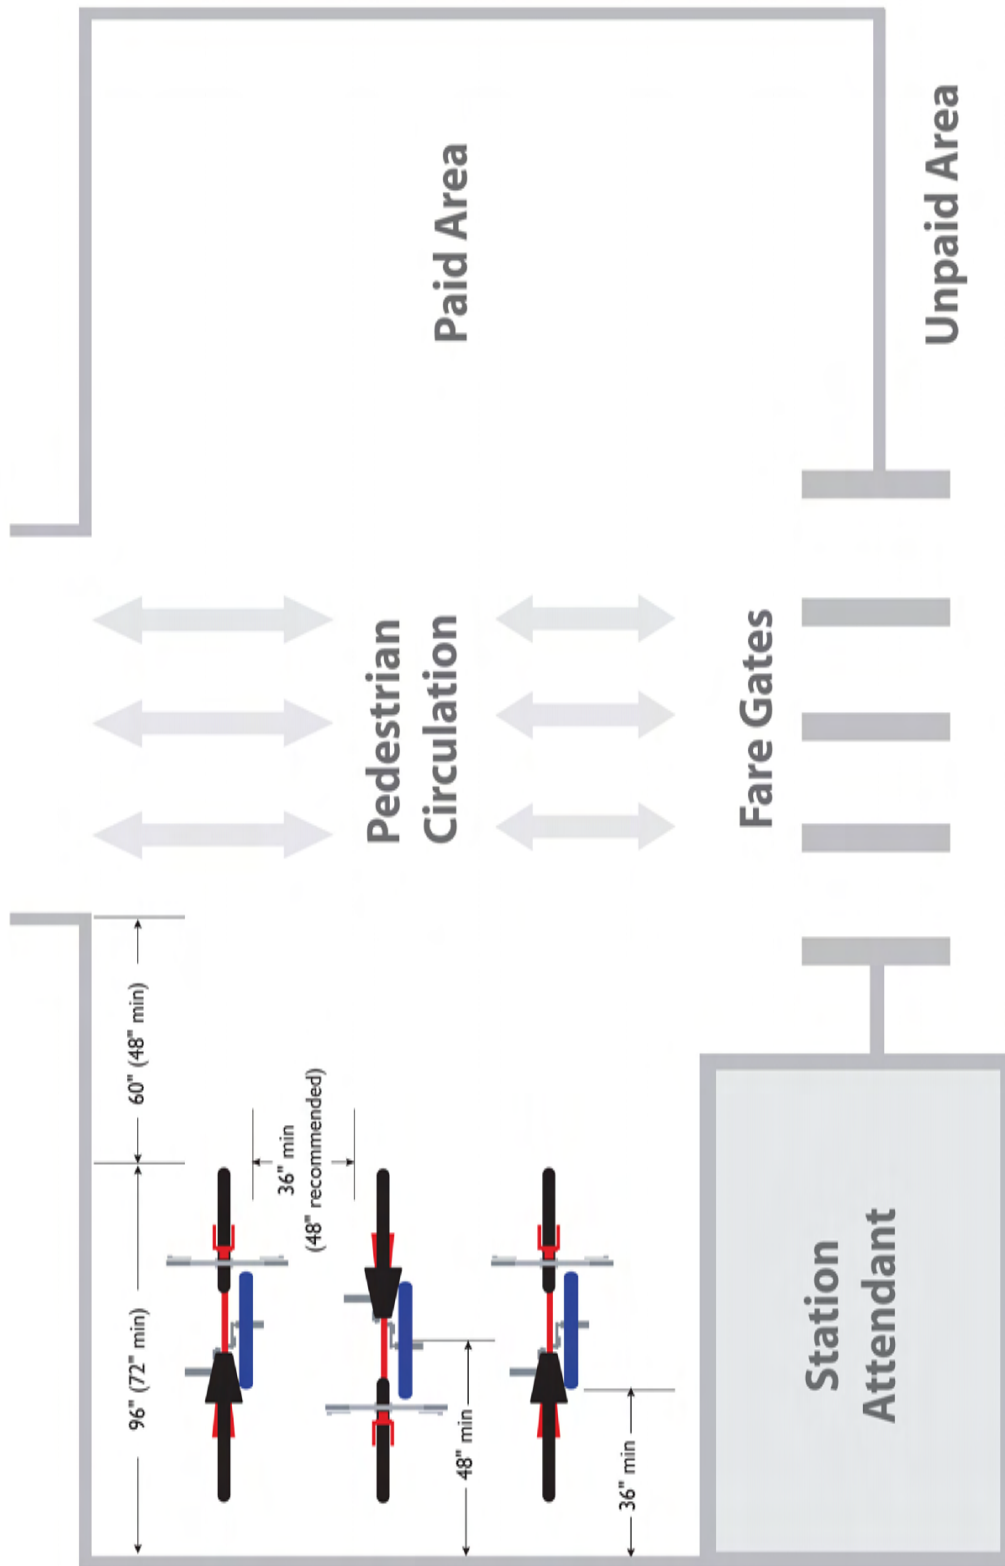 Paid Area
Unpaid Area
Pedestrian
Circulation
Fare Gates
60" (48" min)
96" (72" min)
36" min
(48" recommended)
48" min
36" min
Station
Attendant